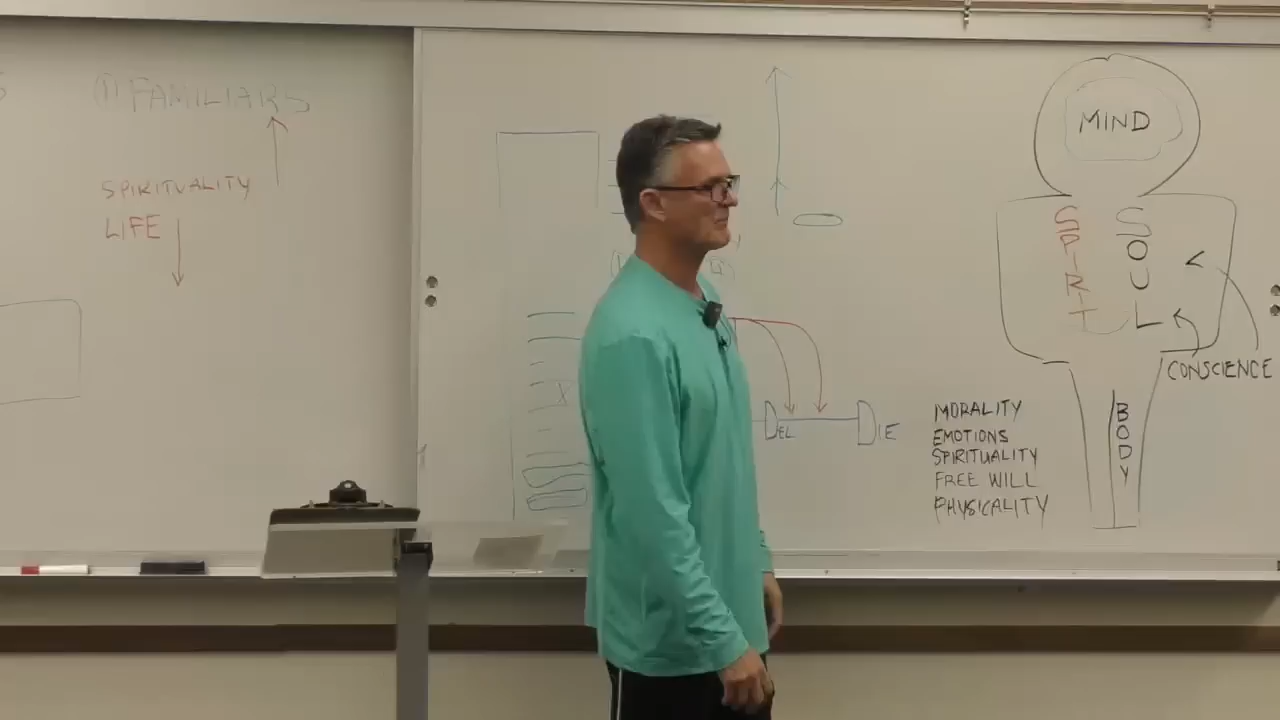 (1) FAMILIARS
SPIRITUALITY
LIFE
DEL
DIE
MIND
SPIRIT
SOUL
CONSCIENCE
MORALITY
EMOTIONS
SPIRITUALITY
FREE WILL
PHYSICALITY
BODY